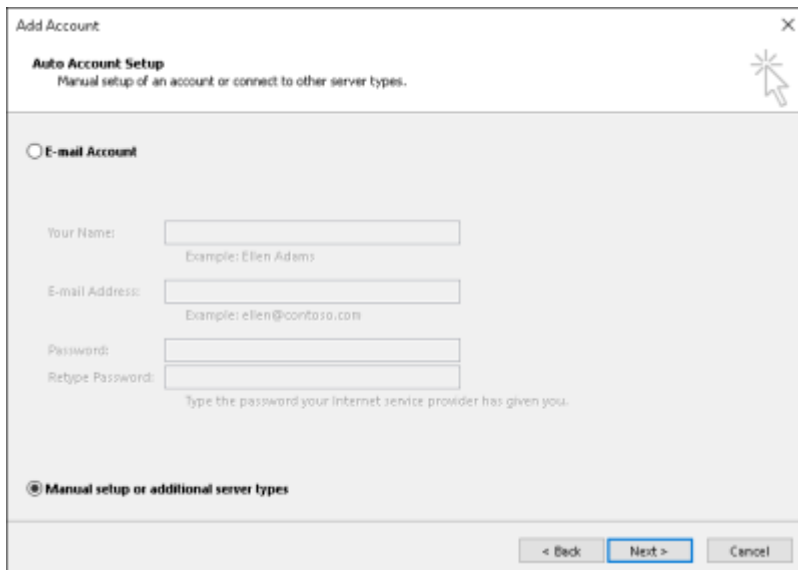 Add Account
Auto Account Setup
Manual setup of an account or connect to other server types.
E-mail Account
Your Name:
Example: Ellen Adams
E-mail Address:
Example: ellen@contoso.com
Password:
Retype Password:
Type the password your Internet service provider has given you.
Manual setup or additional server types
< Back Next > Cancel